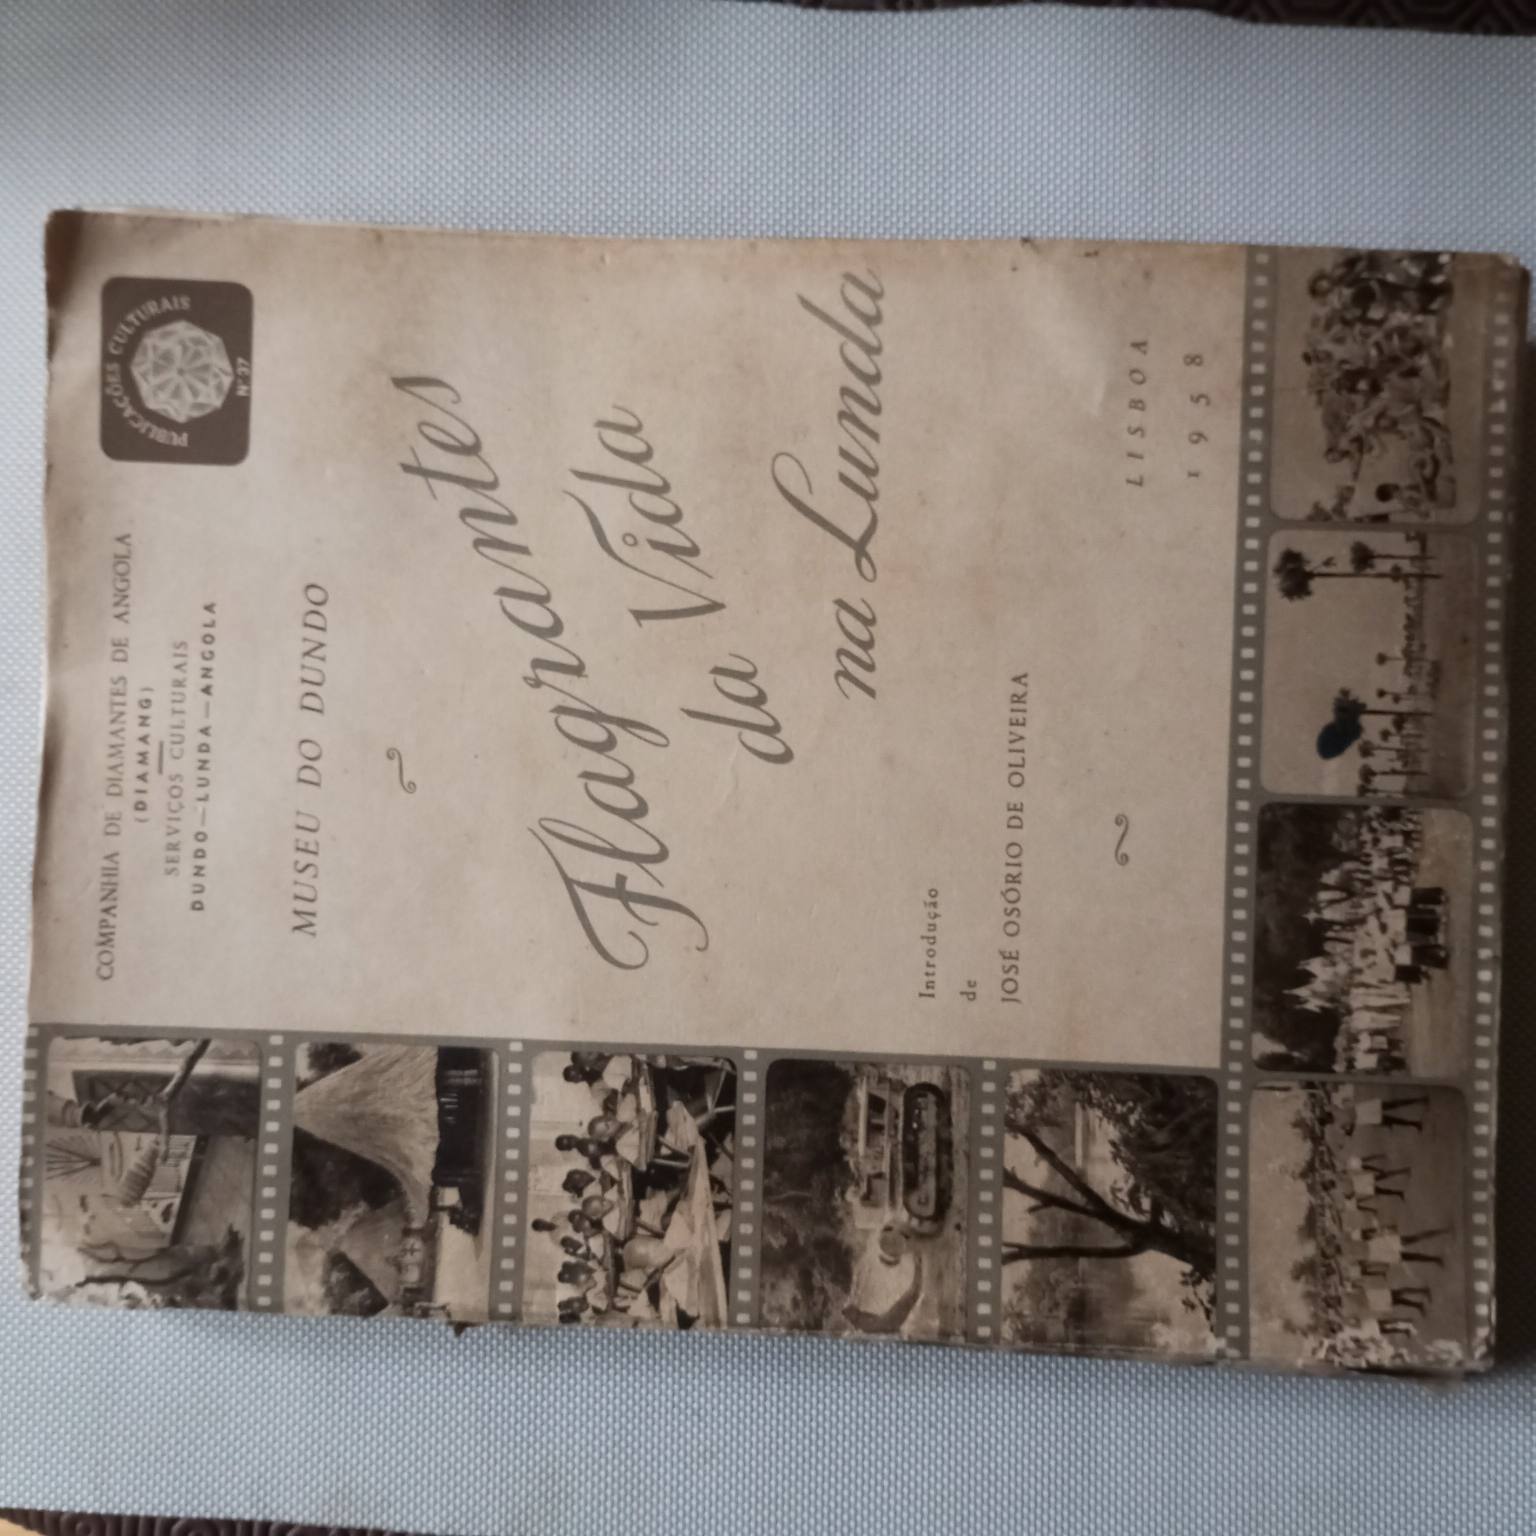 COMPANHIA DE DIAMANTES DE ANGOLA
(DIAMANG)
SERVIÇOS CULTURAIS
DUNDO—LUNDA—ANGOLA
PUBLICAÇÕES CULTURAIS
Nº 37
MUSEU DO DUNDO
Flagrantes
da Vida
na Lunda
Introdução
de
JOSÉ OSÓRIO DE OLIVEIRA
LISBOA
1958